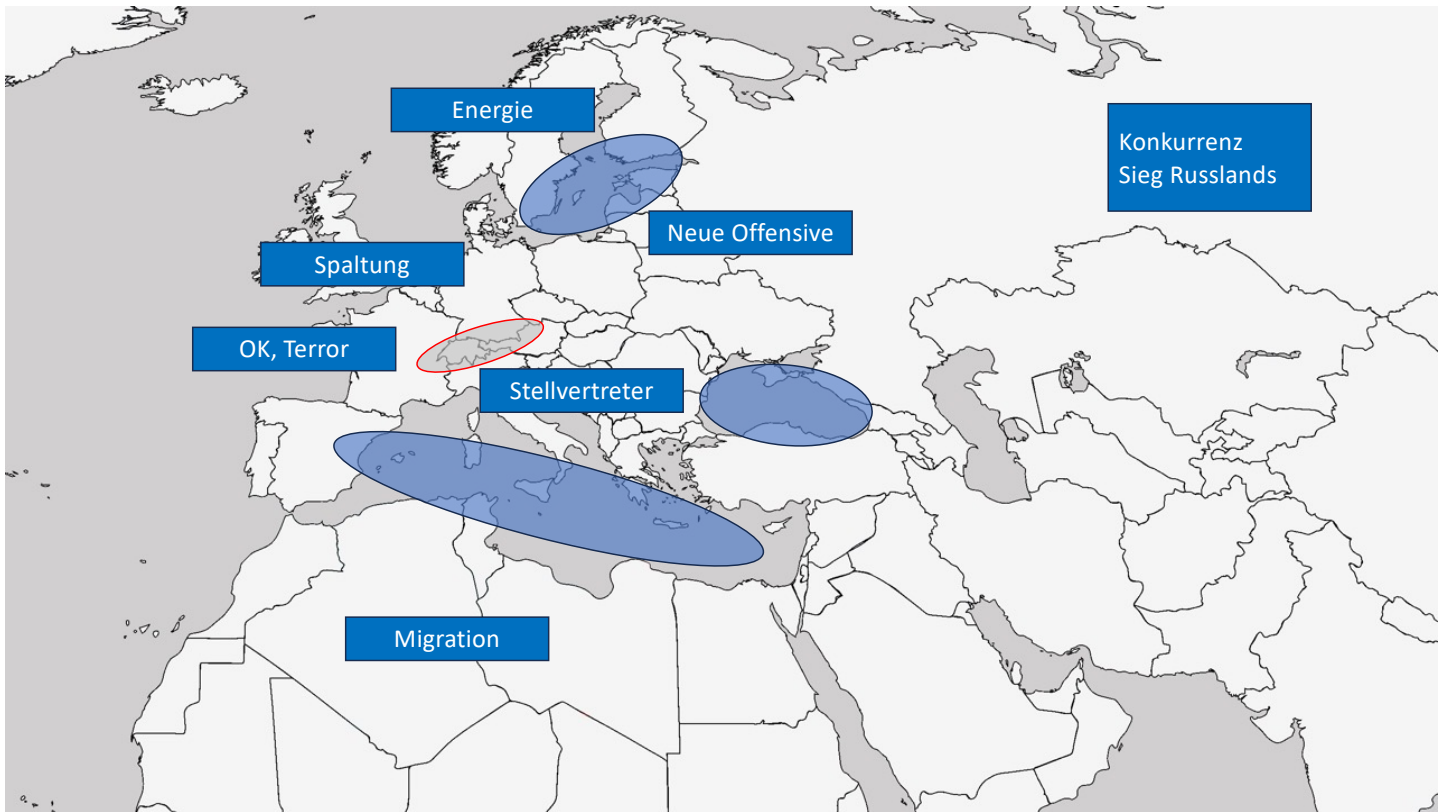 Energie
Konkurrenz
Sieg Russlands
Neue Offensive
Spaltung
OK, Terror
Stellvertreter
Migration